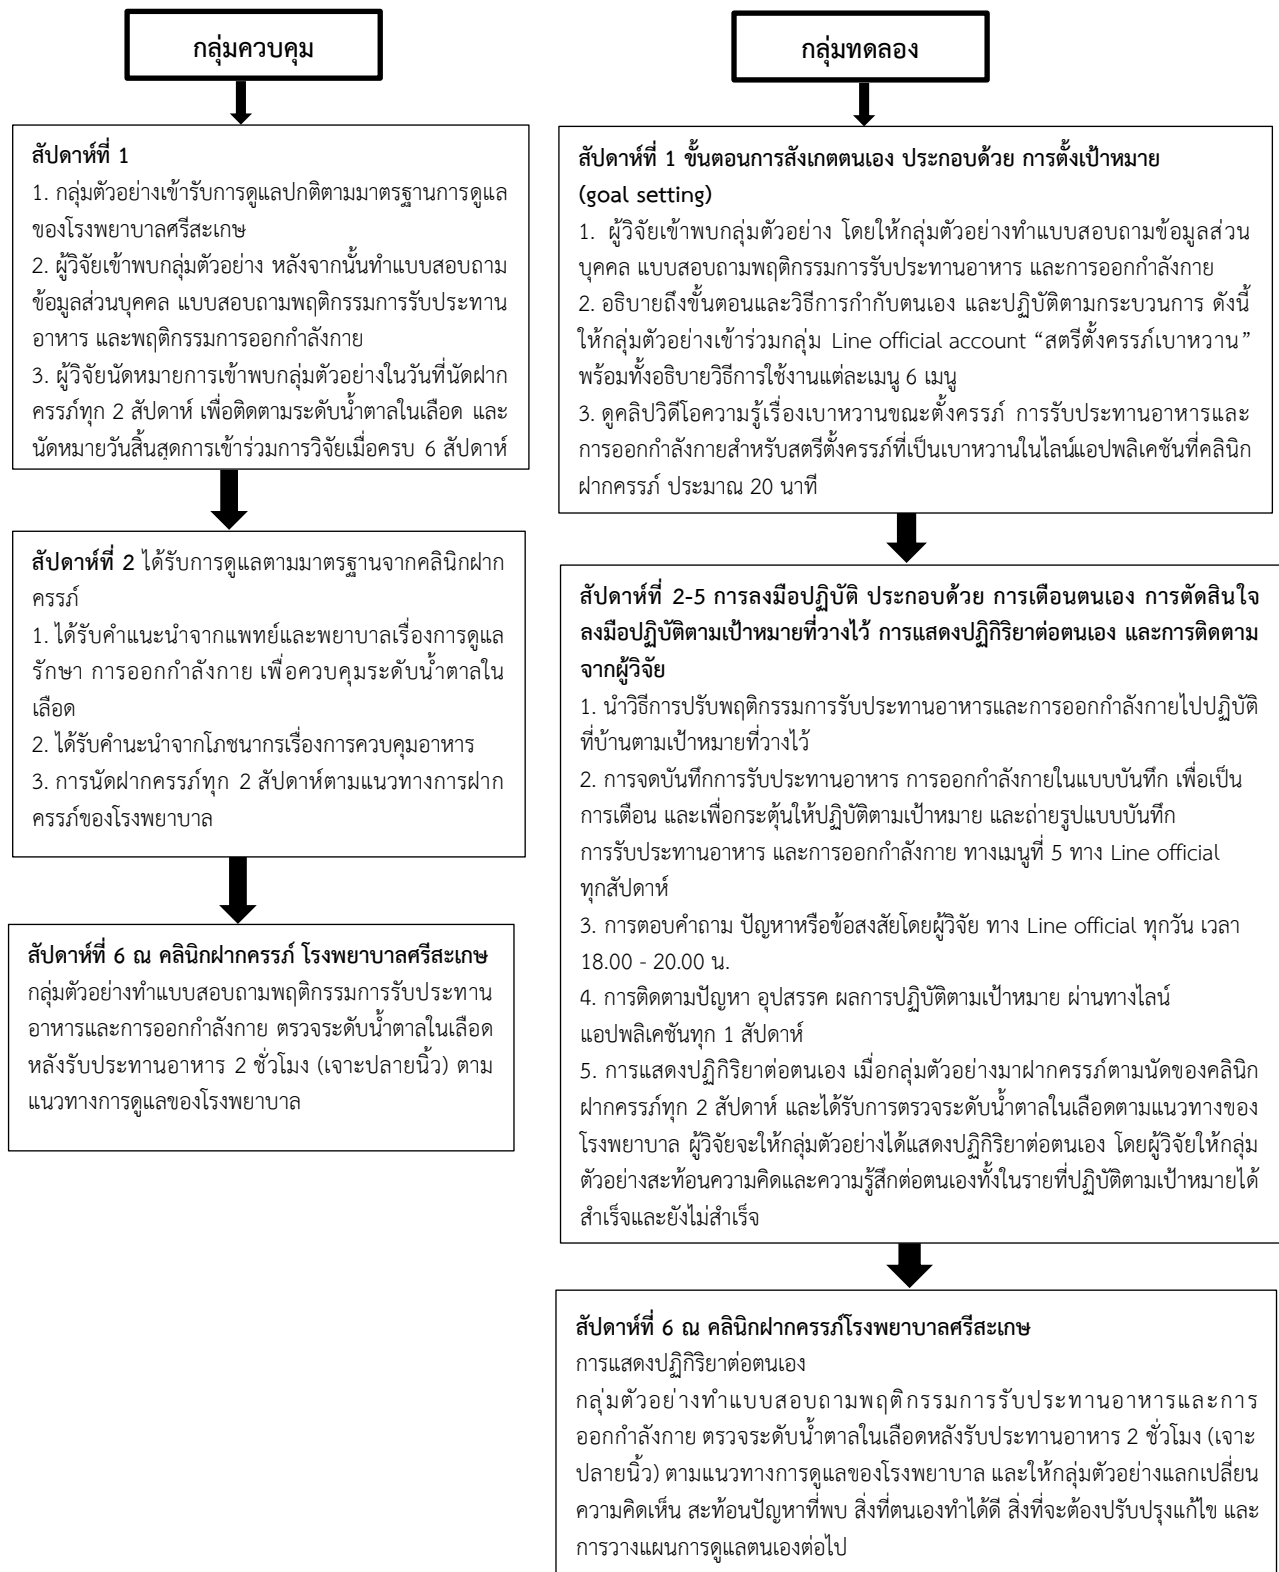 กลุ่มควบคุม
สัปดาห์ที่ 1
1. กลุ่มตัวอย่างเข้ารับการดูแลปกติตามมาตรฐานการดูแล
ของโรงพยาบาลศรีสะเกษ
2. ผู้วิจัยเข้าพบกลุ่มตัวอย่าง หลังจากนั้นทำแบบสอบถาม
ข้อมูลส่วนบุคคล แบบสอบถามพฤติกรรมการรับประทาน
อาหาร และพฤติกรรมการออกกำลังกาย
3. ผู้วิจัยนัดหมายการเข้าพบกลุ่มตัวอย่างในวันที่นัดฝาก
ครรภ์ทุก 2 สัปดาห์ เพื่อติดตามระดับน้ำตาลในเลือด และ
นัดหมายวันสิ้นสุดการเข้าร่วมการวิจัยเมื่อครบ 6 สัปดาห์
สัปดาห์ที่ 2 ได้รับการดูแลตามมาตรฐานจากคลินิกฝาก
ครรภ์
1. ได้รับคำแนะนำจากแพทย์และพยาบาลเรื่องการดูแล
รักษา การออกกำลังกาย เพื่อควบคุมระดับน้ำตาลใน
เลือด
2. ได้รับคำนะนำจากโภชนากรเรื่องการควบคุมอาหาร
3. การนัดฝากครรภ์ทุก 2 สัปดาห์ตามแนวทางการฝาก
ครรภ์ของโรงพยาบาล
สัปดาห์ที่ 6 ณ คลินิกฝากครรภ์ โรงพยาบาลศรีสะเกษ
กลุ่มตัวอย่างทำแบบสอบถามพฤติกรรมการรับประทาน
อาหารและการออกกำลังกาย ตรวจระดับน้ำตาลในเลือด
หลังรับประทานอาหาร 2 ชั่วโมง (เจาะปลายนิ้ว) ตาม
แนวทางการดูแลของโรงพยาบาล
กลุ่มทดลอง
สัปดาห์ที่ 1 ขั้นตอนการสังเกตตนเอง ประกอบด้วย การตั้งเป้าหมาย
(goal setting)
1. ผู้วิจัยเข้าพบกลุ่มตัวอย่าง โดยให้กลุ่มตัวอย่างทำแบบสอบถามข้อมูลส่วน
บุคคล แบบสอบถามพฤติกรรมการรับประทานอาหาร และการออกกำลังกาย
2. อธิบายถึงขั้นตอนและวิธีการกำกับตนเอง และปฏิบัติตามกระบวนการ ดังนี้
ให้กลุ่มตัวอย่างเข้าร่วมกลุ่ม Line official account “สตรีตั้งครรภ์เบาหวาน”
พร้อมทั้งอธิบายวิธีการใช้งานแต่ละเมนู 6 เมนู
3. ดูคลิปวิดีโอความรู้เรื่องเบาหวานขณะตั้งครรภ์ การรับประทานอาหารและ
การออกกำลังกายสำหรับสตรีตั้งครรภ์ที่เป็นเบาหวานในไลน์แอปพลิเคชันที่คลินิก
ฝากครรภ์ ประมาณ 20 นาที
สัปดาห์ที่ 2-5 การลงมือปฏิบัติ ประกอบด้วย การเตือนตนเอง การตัดสินใจ
ลงมือปฏิบัติตามเป้าหมายที่วางไว้ การแสดงปฏิกิริยาต่อตนเอง และการติดตาม
จากผู้วิจัย
1. นำวิธีการปรับพฤติกรรมการรับประทานอาหารและการออกกำลังกายไปปฏิบัติ
ที่บ้านตามเป้าหมายที่วางไว้
2. การจดบันทึกการรับประทานอาหาร การออกกำลังกายในแบบบันทึก เพื่อเป็น
การเตือน และเพื่อกระตุ้นให้ปฏิบัติตามเป้าหมาย และถ่ายรูปแบบบันทึก
การรับประทานอาหาร และการออกกำลังกาย ทางเมนูที่ 5 ทาง Line official
ทุกสัปดาห์
3. การตอบคำถาม ปัญหาหรือข้อสงสัยโดยผู้วิจัย ทาง Line official ทุกวัน เวลา
18.00 - 20.00 น.
4. การติดตามปัญหา อุปสรรค ผลการปฏิบัติตามเป้าหมาย ผ่านทางไลน์
แอปพลิเคชันทุก 1 สัปดาห์
5. การแสดงปฏิกิริยาต่อตนเอง เมื่อกลุ่มตัวอย่างมาฝากครรภ์ตามนัดของคลินิก
ฝากครรภ์ทุก 2 สัปดาห์ และได้รับการตรวจระดับน้ำตาลในเลือดตามแนวทางของ
โรงพยาบาล ผู้วิจัยจะให้กลุ่มตัวอย่างได้แสดงปฏิกิริยาต่อตนเอง โดยผู้วิจัยให้กลุ่ม
ตัวอย่างสะท้อนความคิดและความรู้สึกต่อตนเองทั้งในรายที่ปฏิบัติตามเป้าหมายได้
สำเร็จและยังไม่สำเร็จ
สัปดาห์ที่ 6 ณ คลินิกฝากครรภ์โรงพยาบาลศรีสะเกษ
การแสดงปฏิกิริยาต่อตนเอง
กลุ่มตัวอย่างทำแบบสอบถามพฤติกรรมการรับประทานอาหารและการ
ออกกำลังกาย ตรวจระดับน้ำตาลในเลือดหลังรับประทานอาหาร 2 ชั่วโมง (เจาะ
ปลายนิ้ว) ตามแนวทางการดูแลของโรงพยาบาล และให้กลุ่มตัวอย่างแลกเปลี่ยน
ความคิดเห็น สะท้อนปัญหาที่พบ สิ่งที่ตนเองทำได้ดี สิ่งที่จะต้องปรับปรุงแก้ไข และ
การวางแผนการดูแลตนเองต่อไป